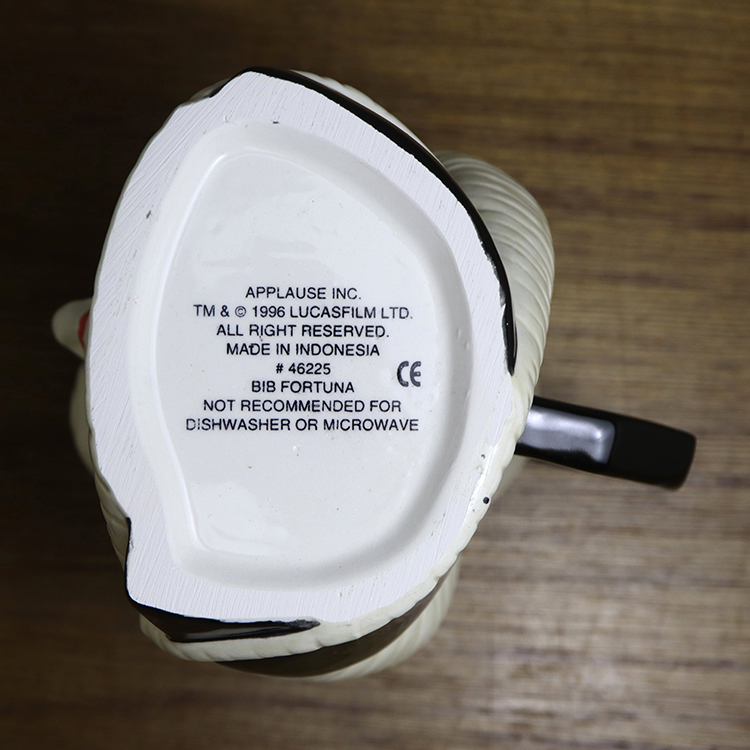 APPLAUSE INC.
TM & © 1996 LUCASFILM LTD.
ALL RIGHT RESERVED.
MADE IN INDONESIA
# 46225
BIB FORTUNA
NOT RECOMMENDED FOR
DISHWASHER OR MICROWAVE
CE